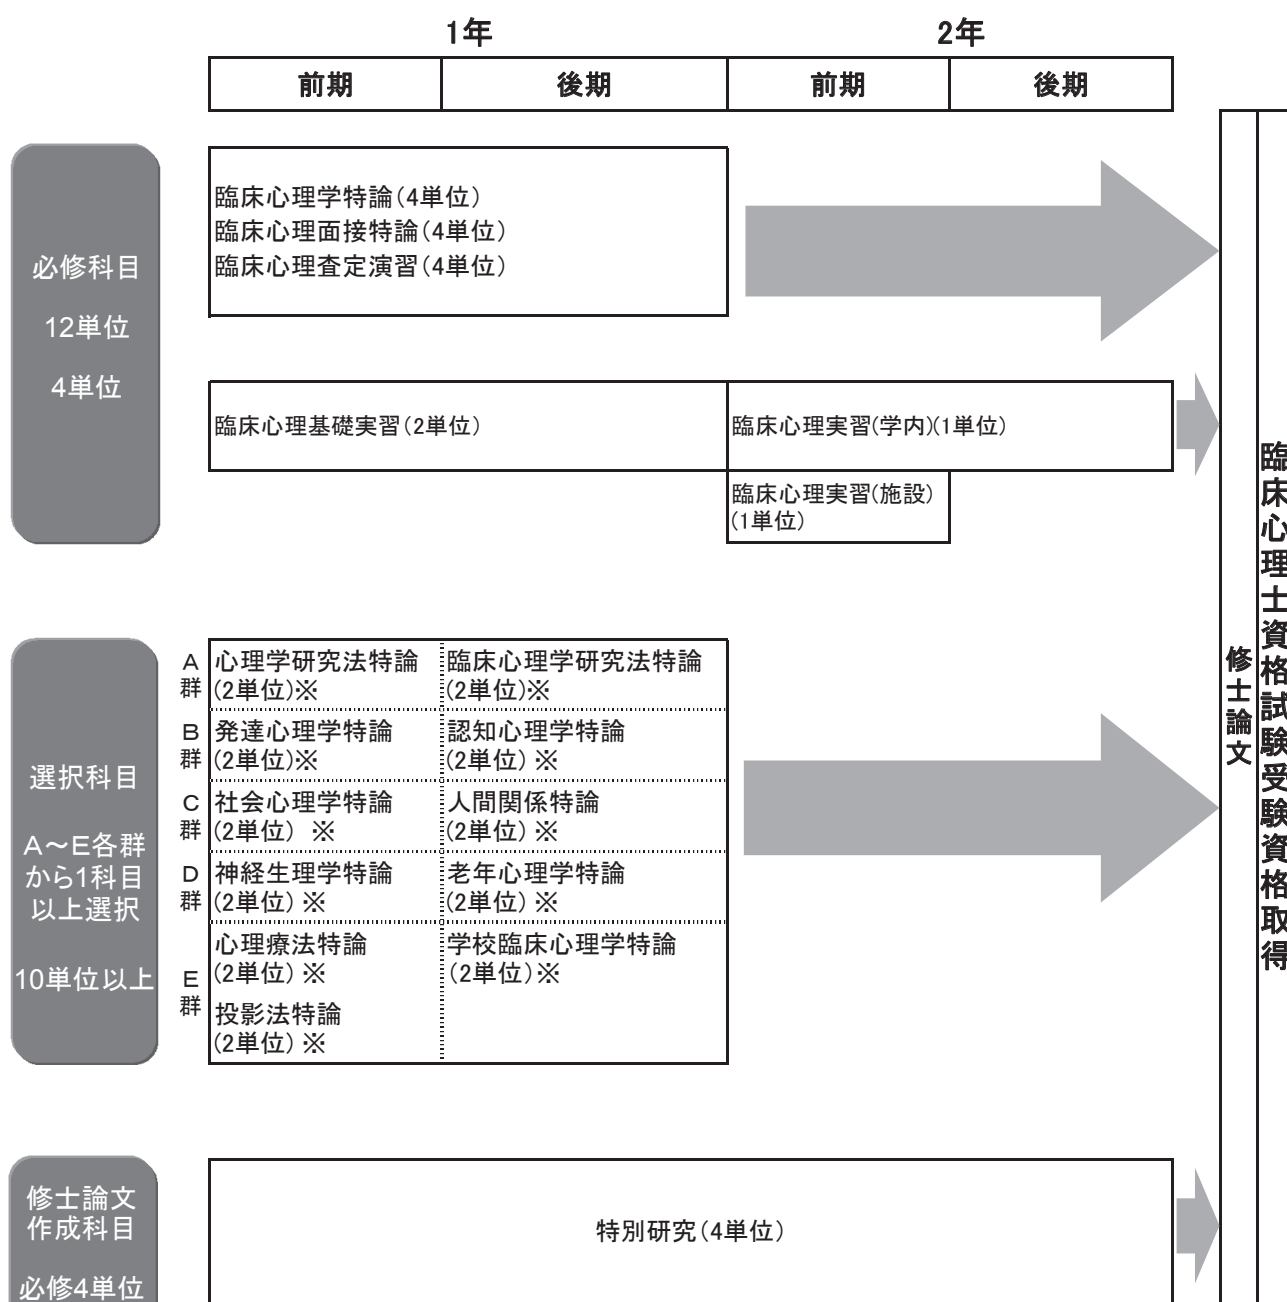 1年
2年
前期
後期
前期
後期
必修科目
12単位
4単位
臨床心理学特論(4単位)
臨床心理面接特論(4単位)
臨床心理査定演習(4単位)
臨床心理基礎実習(2単位)
臨床心理実習(学内)(1単位)
臨床心理実習(施設)
(1単位)
選択科目
A～E各群
から1科目
以上選択
10単位以上
A
群
心理学研究法特論
(2単位)※
臨床心理学研究法特論
(2単位)※
B
群
発達心理学特論
(2単位)※
認知心理学特論
(2単位)※
C
群
社会心理学特論
(2単位) ※
人間関係特論
(2単位)※
D
群
神経生理学特論
(2単位)※
老年心理学特論
(2単位)※
E
群
心理療法特論
(2単位)※
学校臨床心理学特論
(2単位)※
投影法特論
(2単位)※
修士論文
作成科目
必修4単位
特別研究(4単位)
修士論文
臨床心理士資格試験受験資格取得